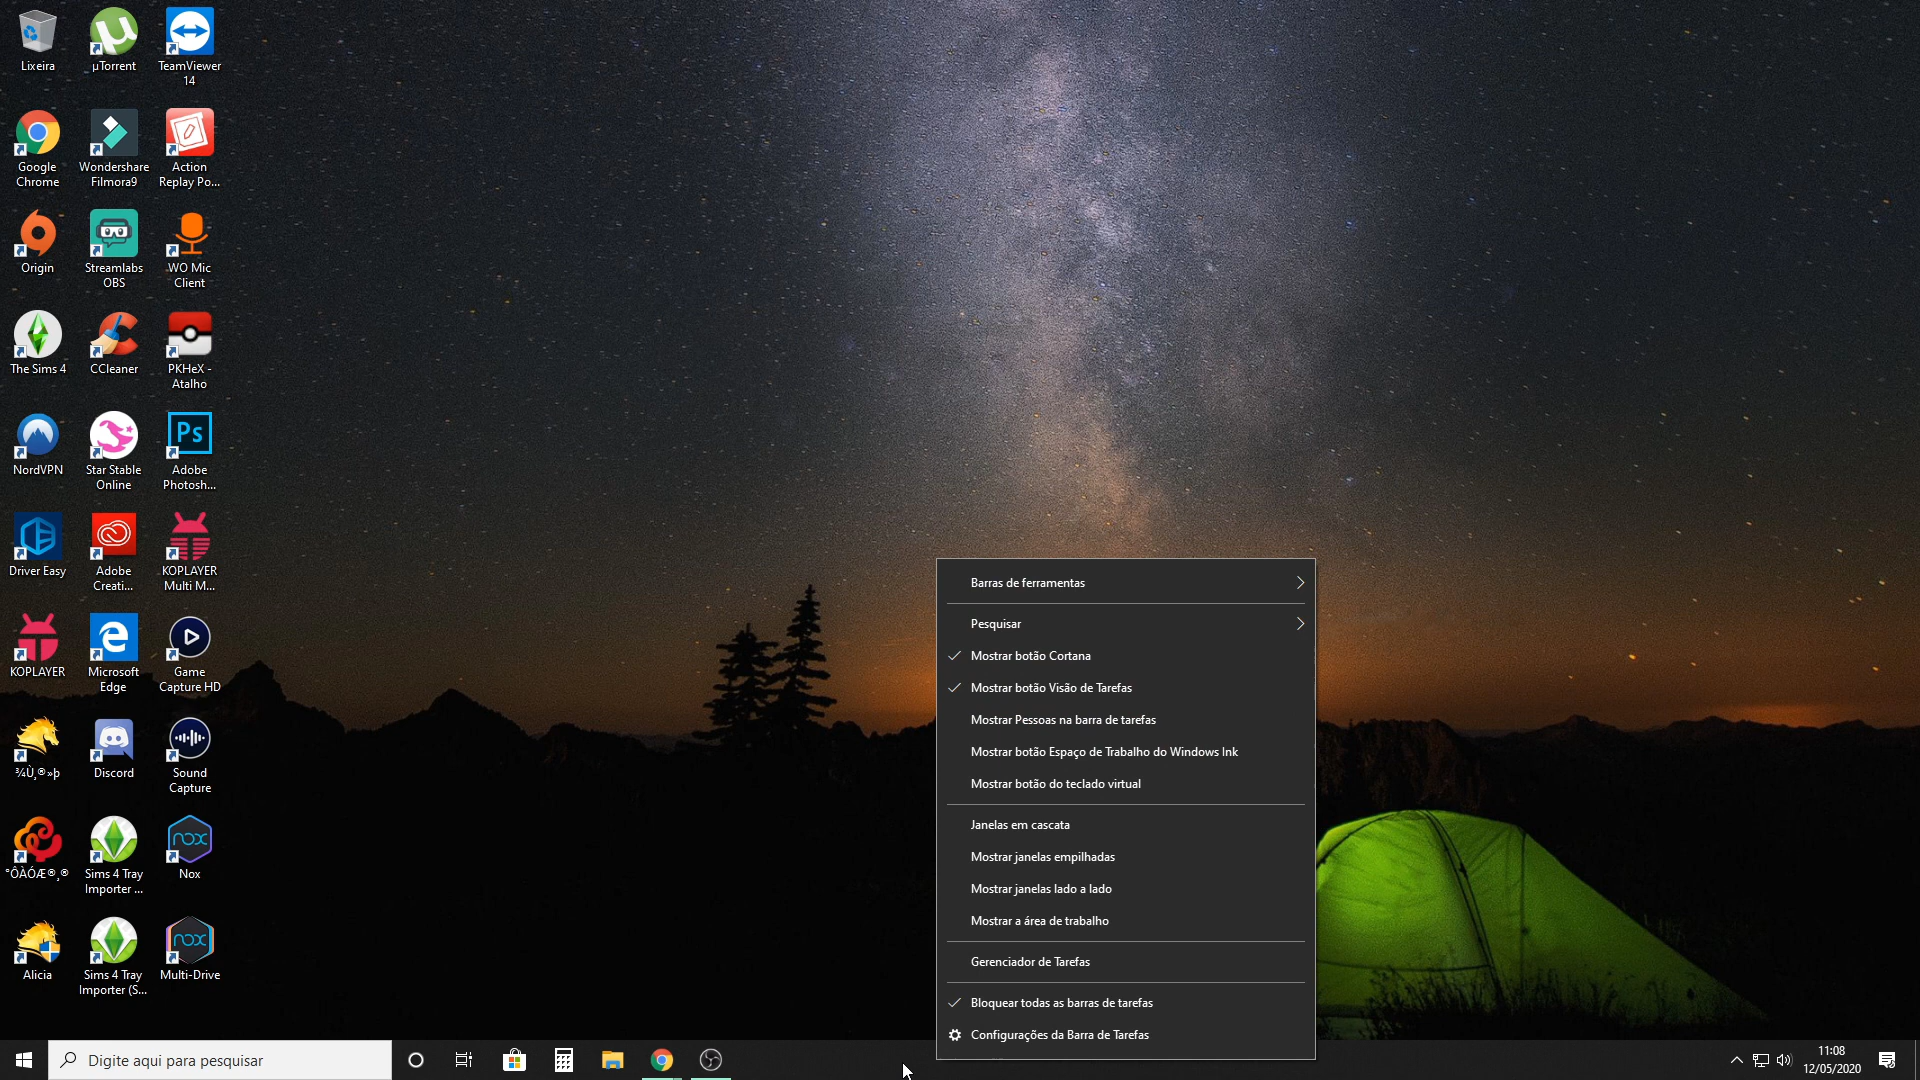 Lixeira
µTorrent
TeamViewer
14
Google
Chrome
Wondershare
Filmora9
Action
Replay Po...
Origin
Streamlabs
OBS
WO Mic
Client
The Sims 4
CCleaner
PKHeX -
Atalho
NordVPN
Star Stable
Online
Ps
Adobe
Photosh...
Driver Easy
Adobe
Creati...
KOPLAYER
Multi M...
KOPLAYER
Microsoft
Edge
Game
Capture HD
¾Ù¸®»þ
Discord
Sound
Capture
°ÔÀÓÆ®¸®
Sims 4 Tray
Importer ...
nox
Nox
Alicia
Sims 4 Tray
Importer (S...
nox
Multi-Drive
Barras de ferramentas
Pesquisar
Mostrar botão Cortana
Mostrar botão Visão de Tarefas
Mostrar Pessoas na barra de tarefas
Mostrar botão Espaço de Trabalho do Windows Ink
Mostrar botão do teclado virtual
Janelas em cascata
Mostrar janelas empilhadas
Mostrar janelas lado a lado
Mostrar a área de trabalho
Gerenciador de Tarefas
Bloquear todas as barras de tarefas
Configurações da Barra de Tarefas
Digite aqui para pesquisar
11:08
12/05/2020